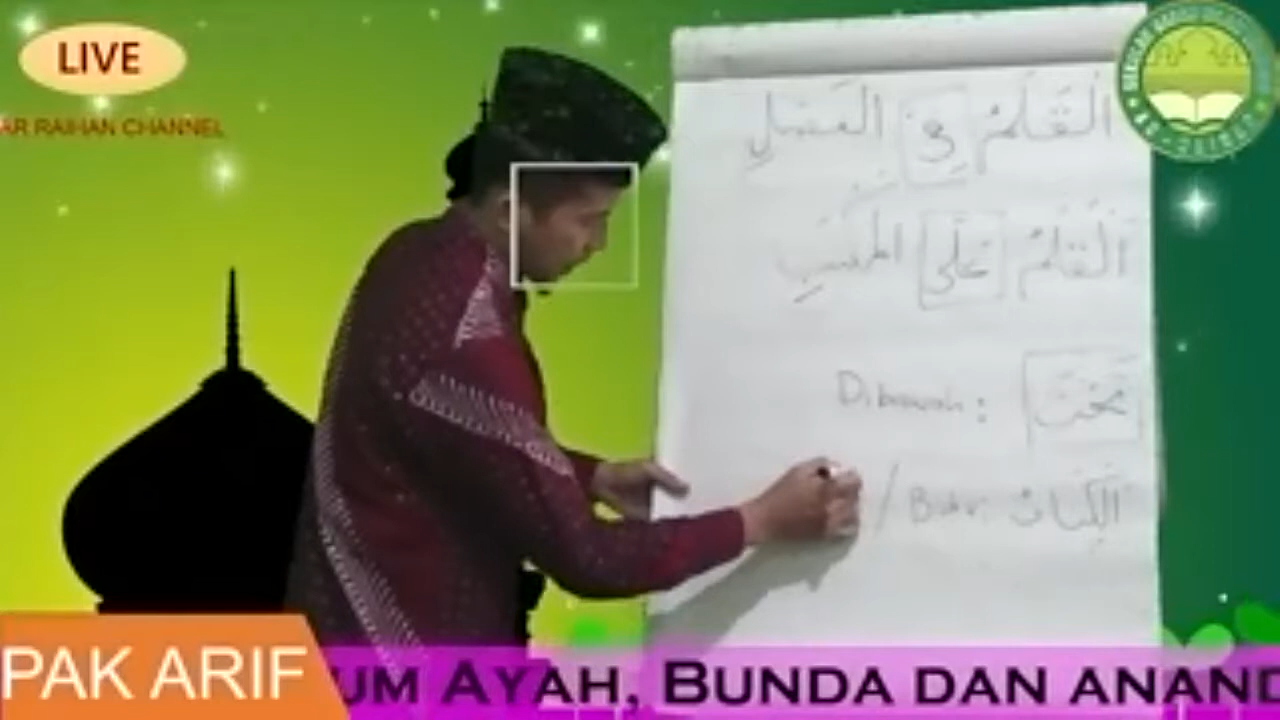 LIVE
AR RAIHAN CHANNEL
القلم في الفصل
القلم على المكتب
Dibawah : تحت
الكتاب Buku /
PAK ARIF
UM AYAH, BUNDA DAN ANAND